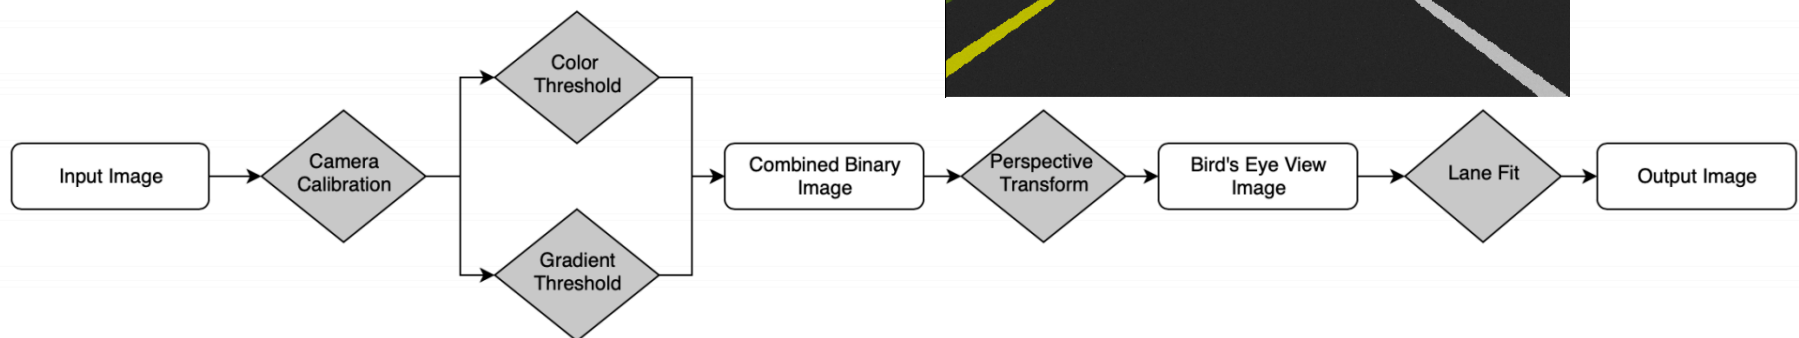 Input Image
Camera
Calibration
Color
Threshold
Gradient
Threshold
Combined Binary
Image
Perspective
Transform
Bird's Eye View
Image
Lane Fit
Output Image